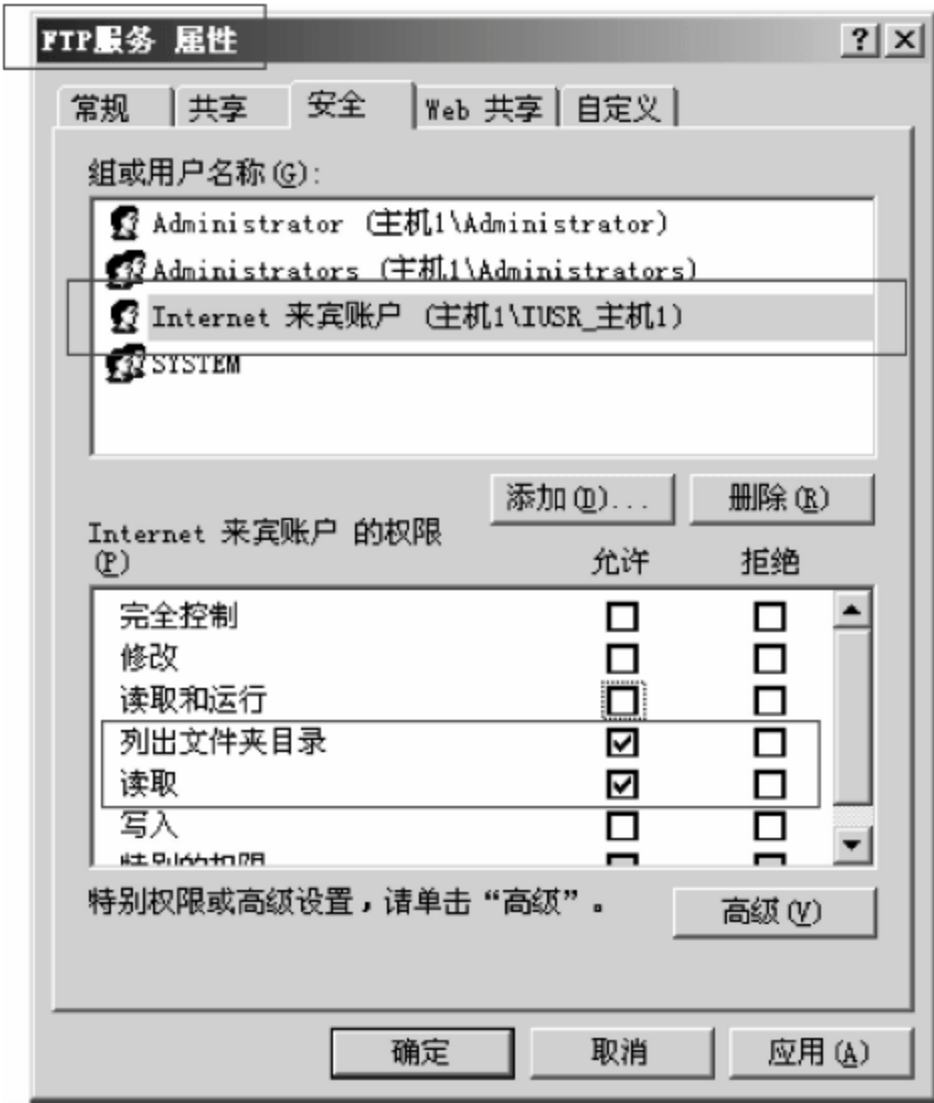 FTP服务 属性
常规 共享 安全 Web 共享 自定义
组或用户名称(G):
Administrator (主机1\Administrator)
Administrators (主机1\Administrators)
Internet 来宾账户 (主机1\IUSR_主机1)
SYSTEM
添加(D)... 删除(R)
Internet 来宾账户 的权限
(P) 允许 拒绝
完全控制
修改
读取和运行
列出文件夹目录
读取
写入
特别的权限
特别权限或高级设置，请单击“高级”。
高级(V)
确定 取消 应用(A)